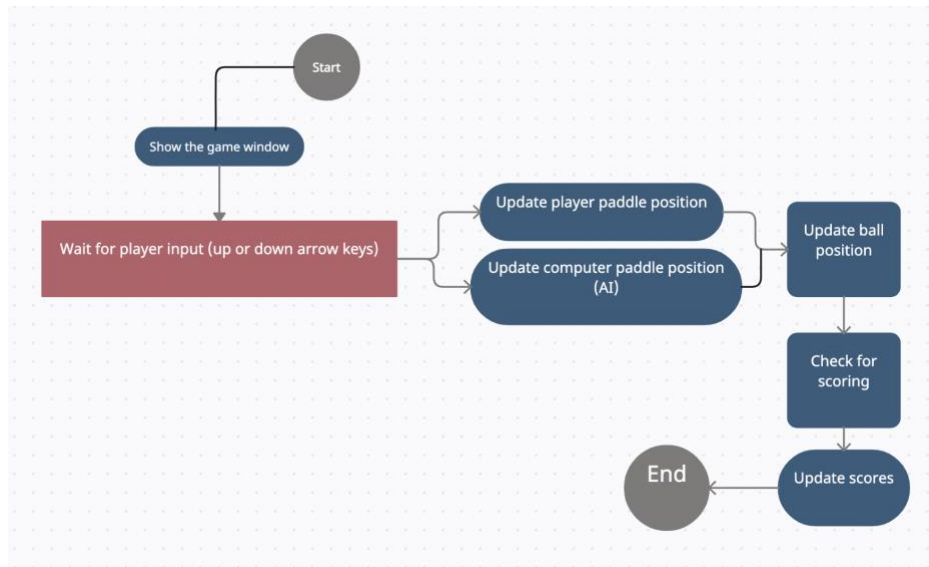 Start
Show the game window
Wait for player input (up or down arrow keys)
Update player paddle position
Update computer paddle position
(AI)
Update ball
position
Check for
scoring
Update scores
End